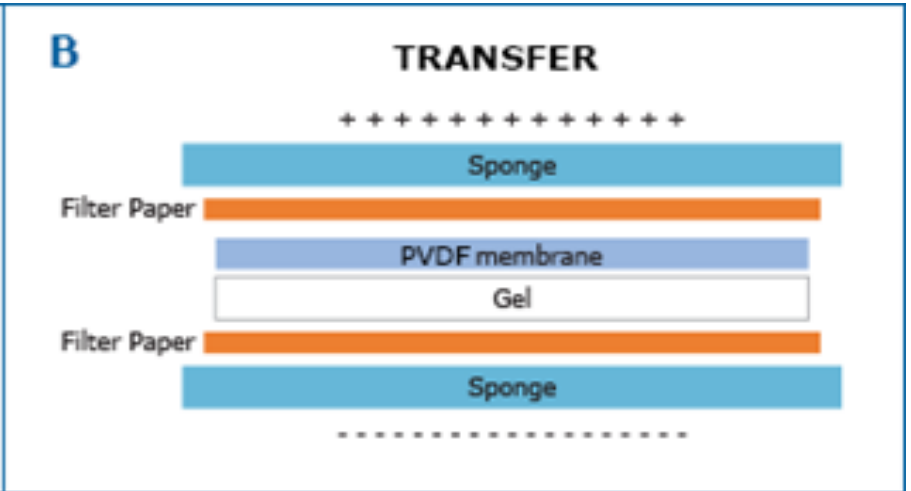 B
TRANSFER
+ + + + + + + + + + + + +
Sponge
Filter Paper
PVDF membrane
Gel
Filter Paper
Sponge
- - - - - - - - - - - - - - - - - - -